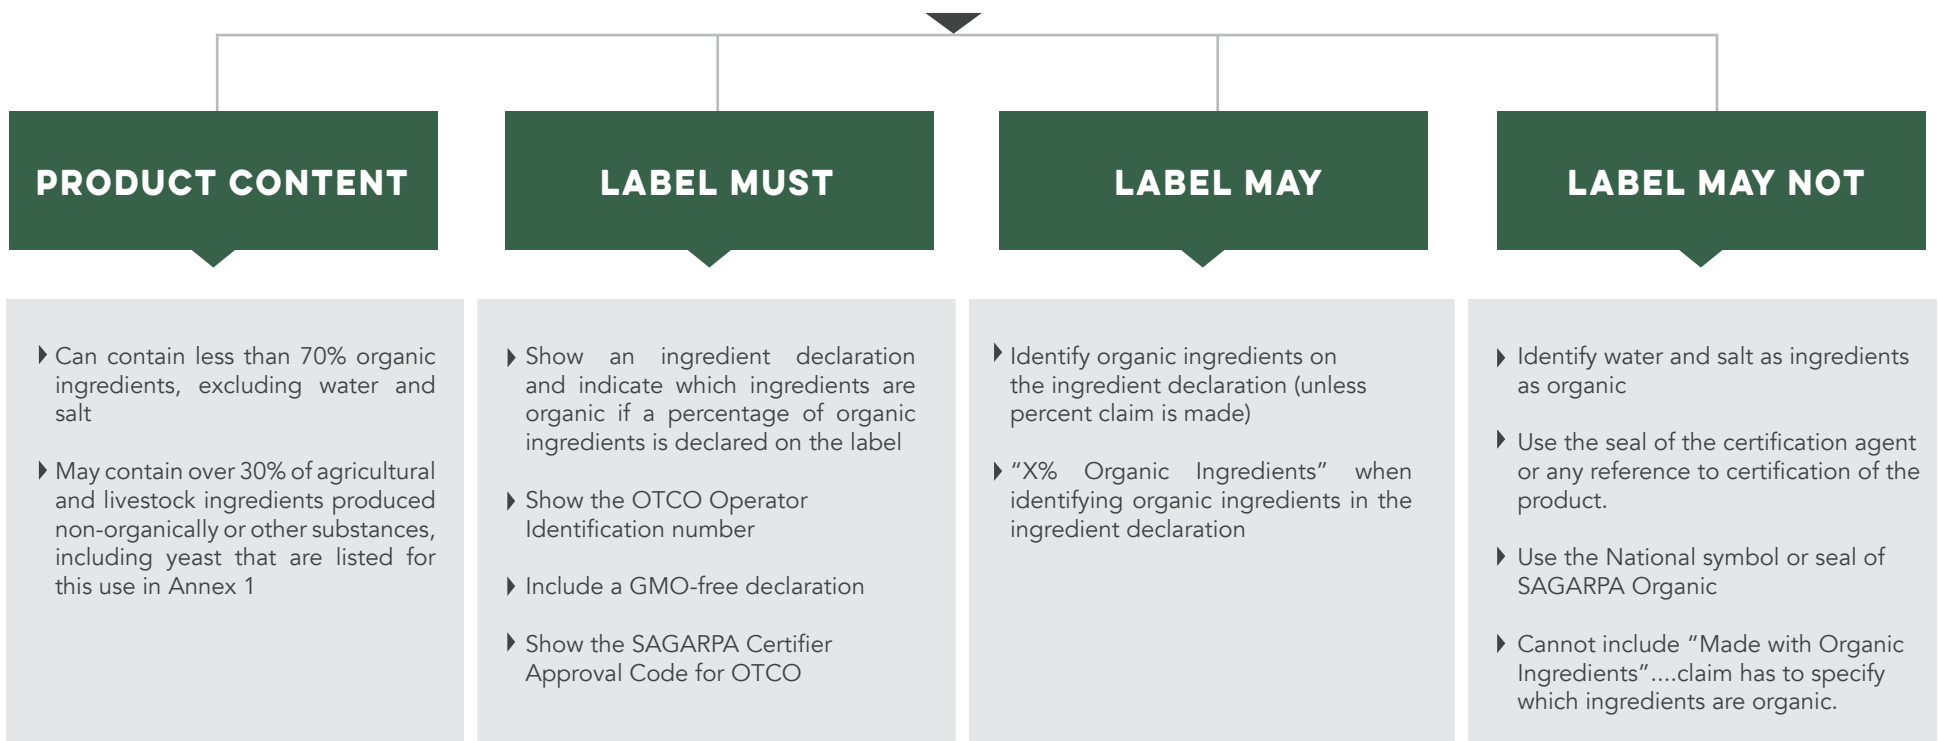 PRODUCT CONTENT
Can contain less than 70% organic
ingredients, excluding water and
salt
May contain over 30% of agricultural
and livestock ingredients produced
non-organically or other substances,
including yeast that are listed for
this use in Annex 1
LABEL MUST
Show an ingredient declaration
and indicate which ingredients are
organic if a percentage of organic
ingredients is declared on the label
Show the OTCO Operator
Identification number
Include a GMO-free declaration
Show the SAGARPA Certifier
Approval Code for OTCO
LABEL MAY
Identify organic ingredients on
the ingredient declaration (unless
percent claim is made)
“X% Organic Ingredients” when
identifying organic ingredients in the
ingredient declaration
LABEL MAY NOT
Identify water and salt as ingredients
as organic
Use the seal of the certification agent
or any reference to certification of the
product.
Use the National symbol or seal of
SAGARPA Organic
Cannot include “Made with Organic
Ingredients”....claim has to specify
which ingredients are organic.